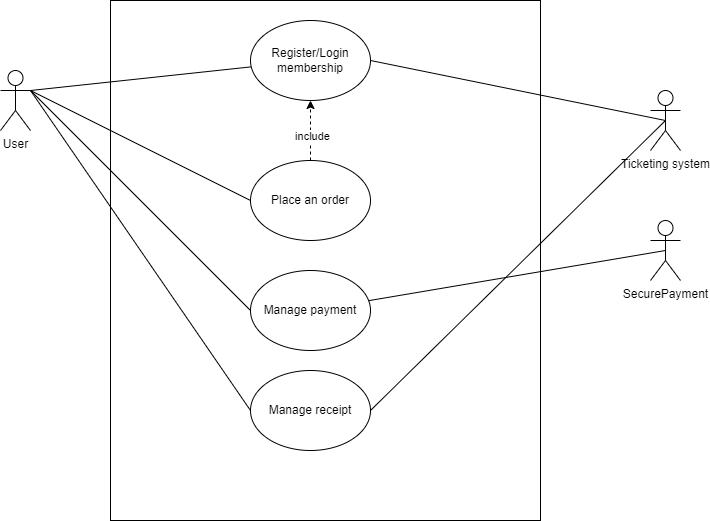 Register/Login
membership
include
User
Ticketing system
Place an order
SecurePayment
Manage payment
Manage receipt